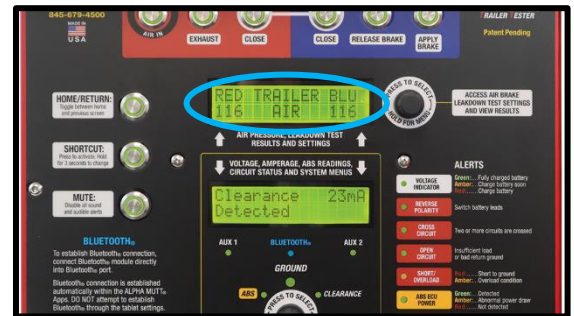 845-679-4500
MADE IN
USA
AIR IN
EXHAUST
CLOSE
CLOSE
RELEASE BRAKE
APPLY BRAKE
TRAILER TESTER
Patent Pending
HOME/RETURN:
Toggle between home
and previous screen
RED TRAILER BLU
116 AIR 116
PRESS TO SELECT
HOLD FOR MENU
ACCESS AIR BRAKE
LEAKDOWN TEST SETTINGS
AND VIEW RESULTS
AIR PRESSURE, LEAKDOWN TEST
RESULTS AND SETTINGS
SHORTCUT:
Press to activate, Hold
for 3 seconds to change
VOLTAGE, AMPERAGE, ABS READINGS,
CIRCUIT STATUS AND SYSTEM MENUS
MUTE:
Disable all sound
and audible alerts
Clearance 23mA
Detected
ALERTS
VOLTAGE INDICATOR
Green:...Fully charged battery
Amber:...Charge battery soon
Red:......Charge battery
REVERSE POLARITY
Switch battery leads
CROSS CIRCUIT
Two or more circuits are crossed
OPEN CIRCUIT
Insufficient load
or bad return ground
SHORT/ OVERLOAD
Red:......Short to ground
Amber:...Overload condition
ABS ECU POWER
Green:...Detected
Amber:...Abnormal power draw
Red:......Not detected
BLUETOOTH®
To establish Bluetooth® connection,
connect Bluetooth® module directly
into Bluetooth® port.
Bluetooth® connection is established
automatically within the ALPHA MUTT®
Apps. DO NOT attempt to establish
Bluetooth® through the tablet settings.
AUX 1
BLUETOOTH®
AUX 2
GROUND
ABS
PRESS TO SELECT
CLEARANCE